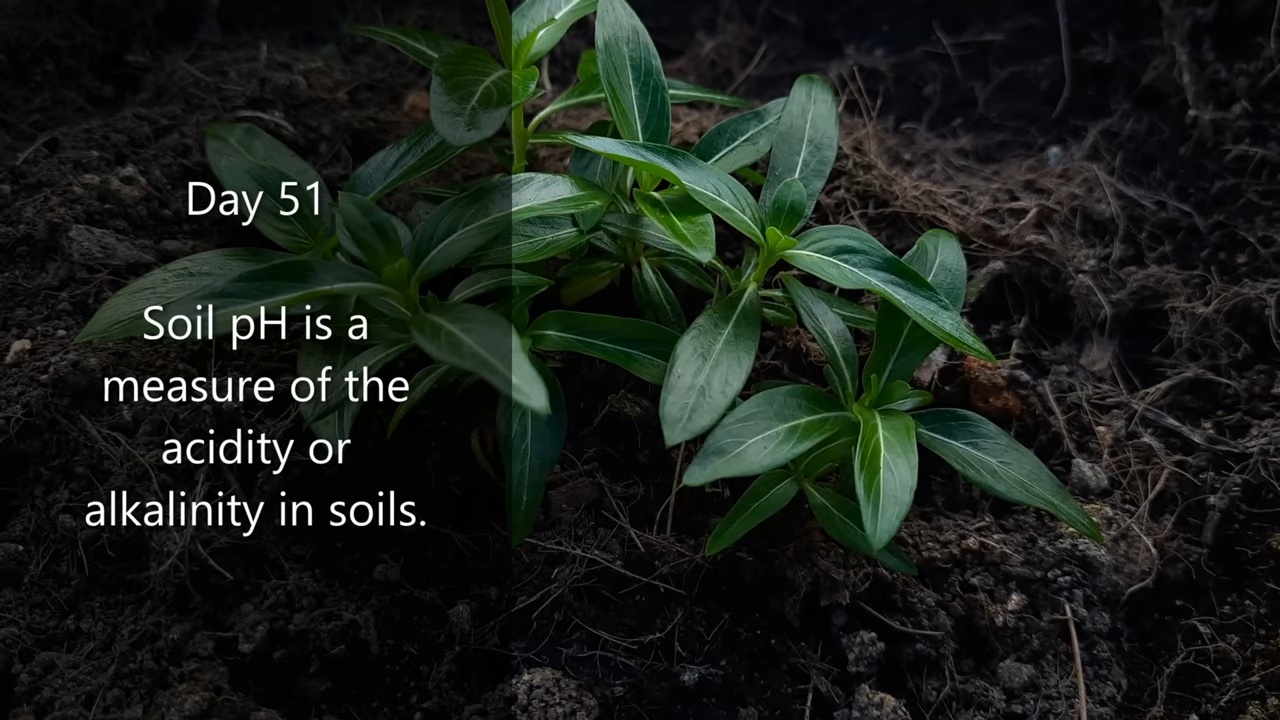 Day 51
Soil pH is a
measure of the
acidity or
alkalinity in soils.